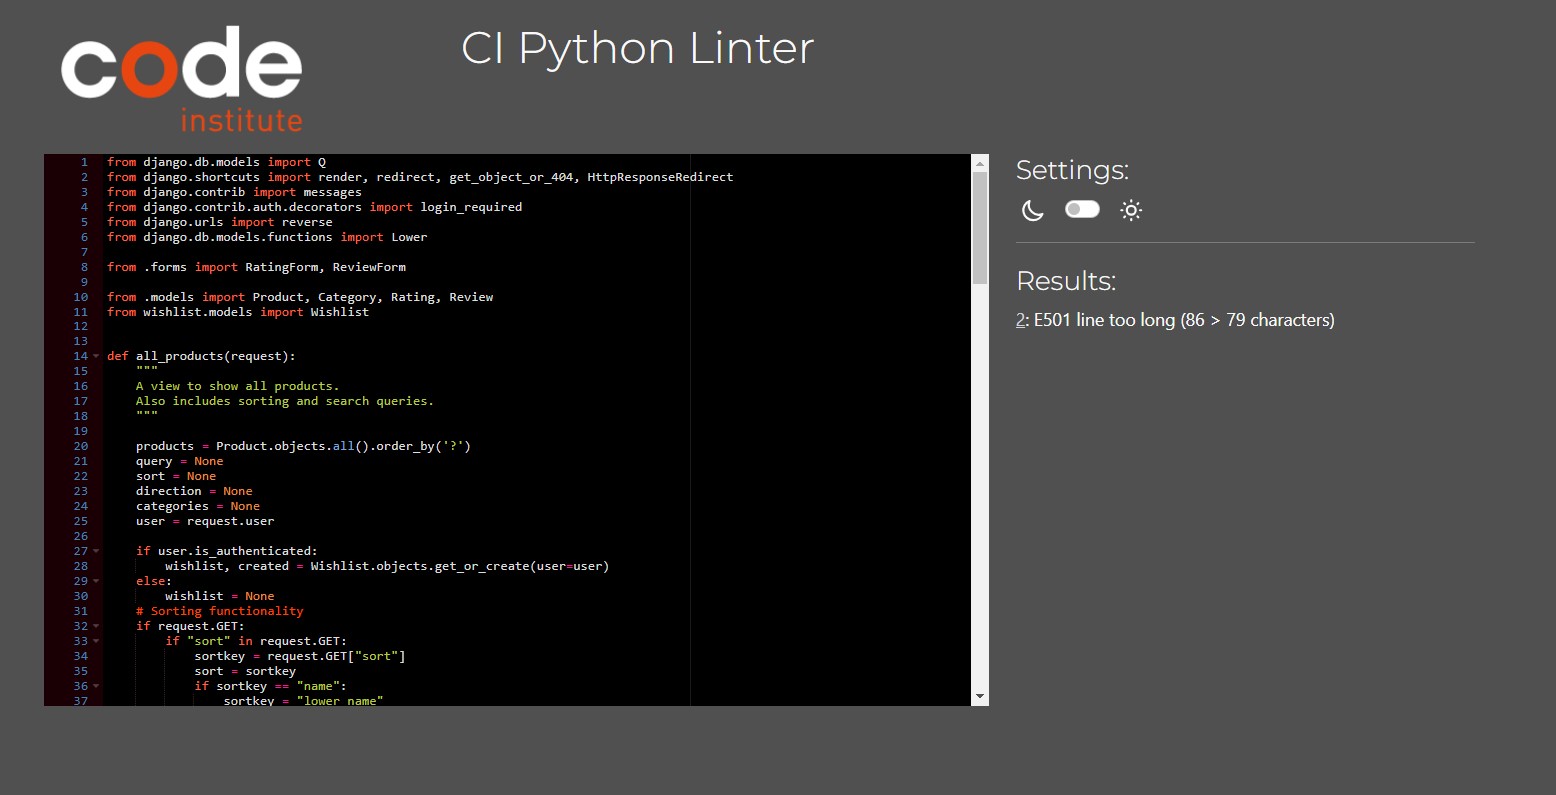 code
institute
CI Python Linter
1 from django.db.models import Q
2 from django.shortcuts import render, redirect, get_object_or_404, HttpResponseRedirect
3 from django.contrib import messages
4 from django.contrib.auth.decorators import login_required
5 from django.urls import reverse
6 from django.db.models.functions import Lower
7
8 from .forms import RatingForm, ReviewForm
9
10 from .models import Product, Category, Rating, Review
11 from wishlist.models import Wishlist
12
13
14 def all_products(request):
15     """
16     A view to show all products.
17     Also includes sorting and search queries.
18     """
19
20     products = Product.objects.all().order_by('?')
21     query = None
22     sort = None
23     direction = None
24     categories = None
25     user = request.user
26
27     if user.is_authenticated:
28         wishlist, created = Wishlist.objects.get_or_create(user=user)
29     else:
30         wishlist = None
31     # Sorting functionality
32     if request.GET:
33         if "sort" in request.GET:
34             sortkey = request.GET["sort"]
35             sort = sortkey
36             if sortkey == "name":
37                 sortkey = "lower_name"
Settings:
Results:
2: E501 line too long (86 > 79 characters)